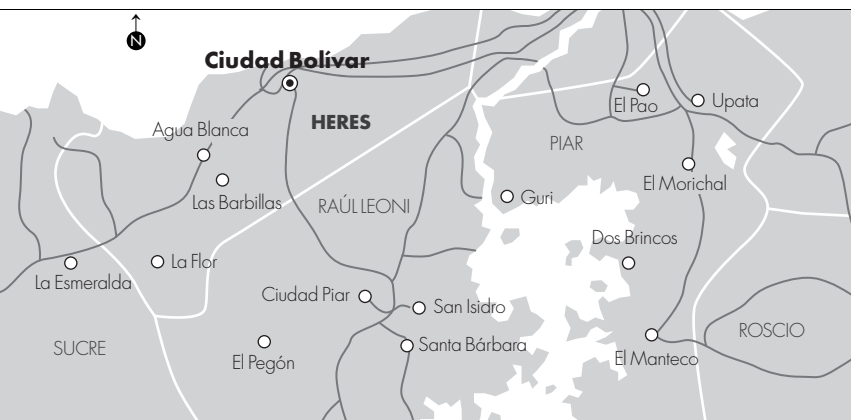 N
Ciudad Bolívar
HERES
El Pao
Upata
Agua Blanca
PIAR
El Morichal
Las Barbillas
RAÚL LEONI
Guri
Dos Brincos
La Esmeralda
La Flor
Ciudad Piar
San Isidro
SUCRE
El Pegón
Santa Bárbara
El Manteco
ROSCIO